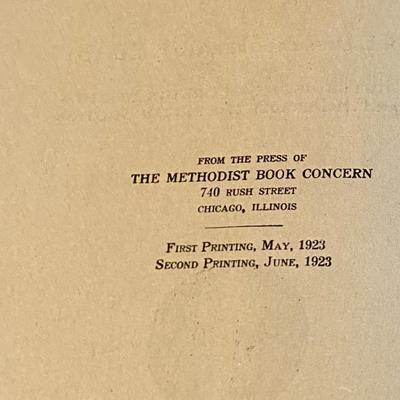 FROM THE PRESS OF
THE METHODIST BOOK CONCERN
740 RUSH STREET
CHICAGO, ILLINOIS
FIRST PRINTING, MAY, 1923
SECOND PRINTING, JUNE, 1923